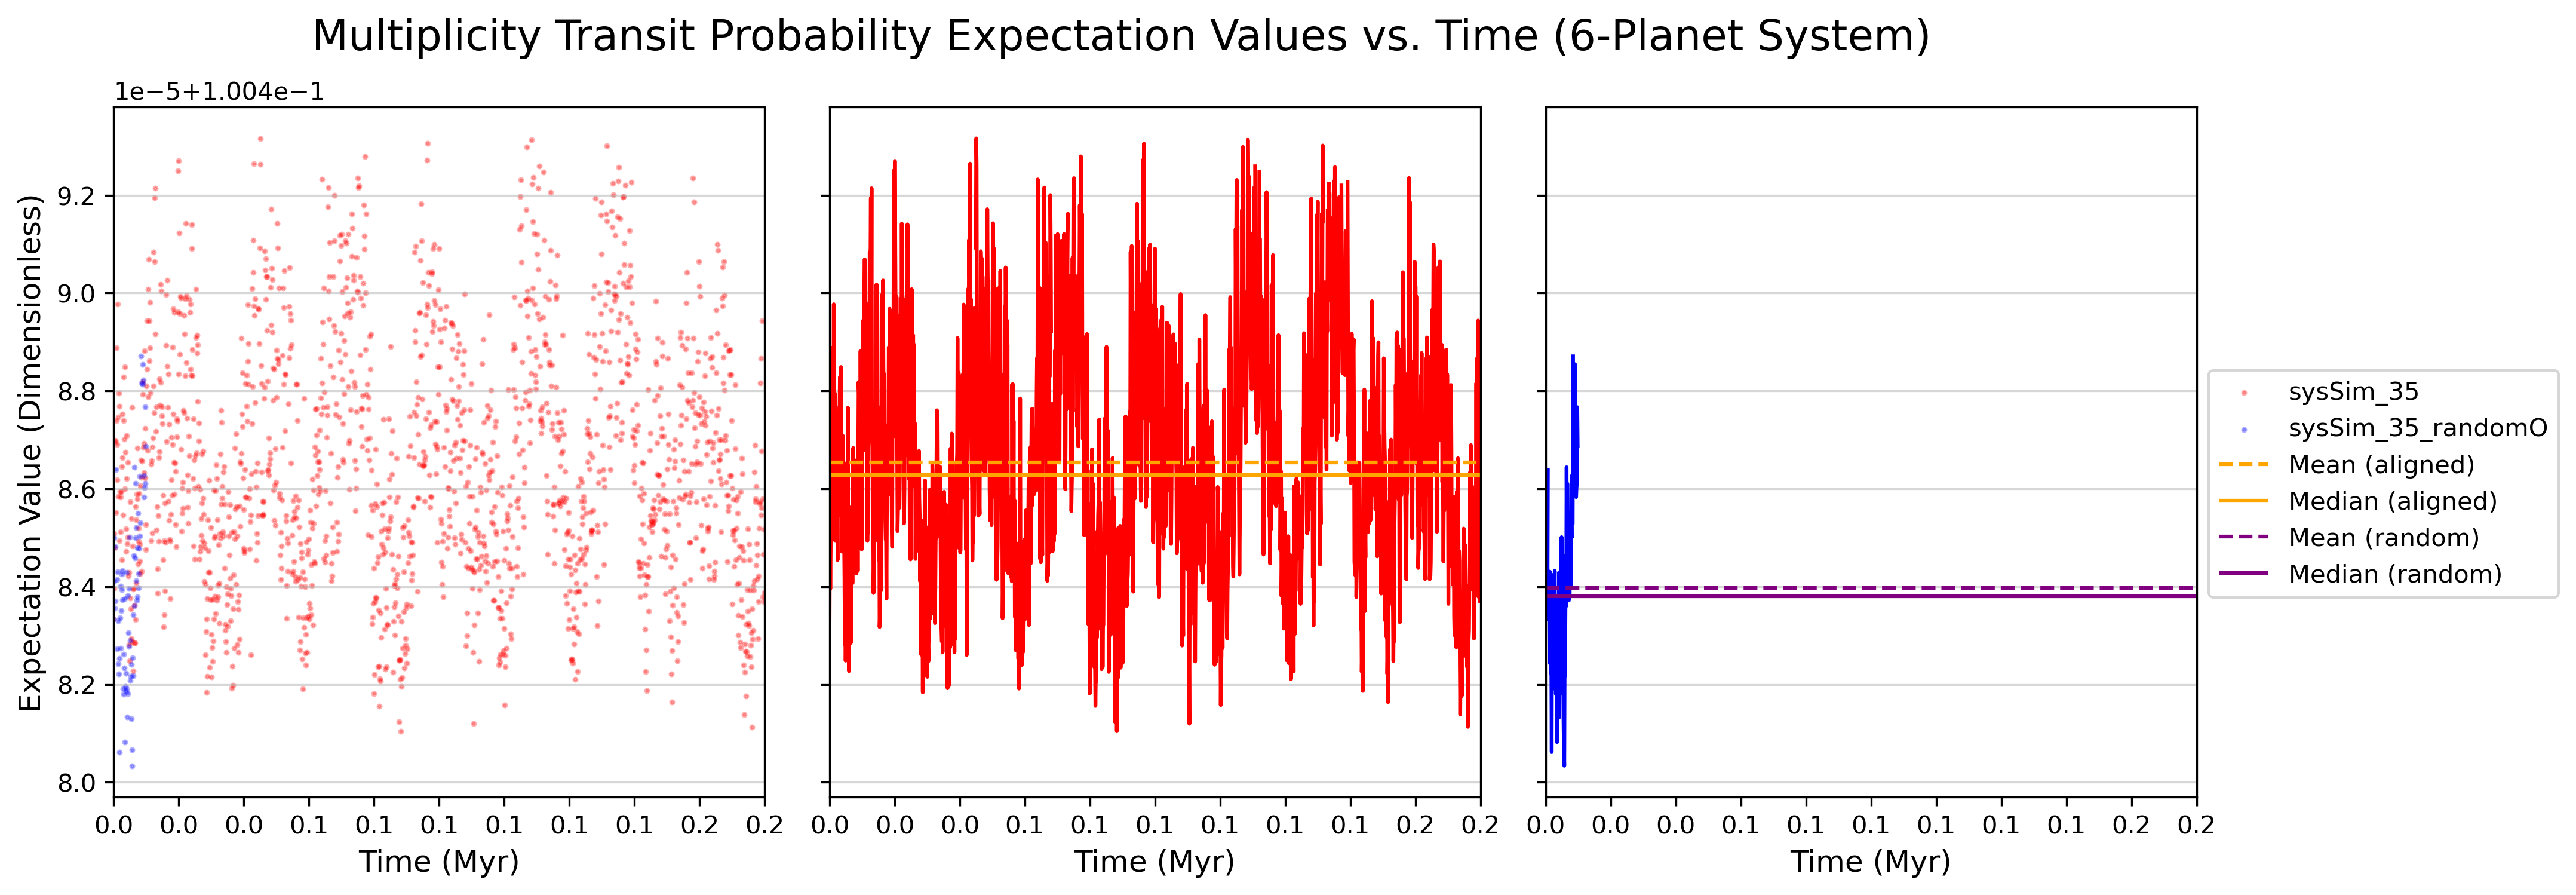 Multiplicity Transit Probability Expectation Values vs. Time (6-Planet System)
1e−5+1.004e−1
Expectation Value (Dimensionless)
9.2
9.0
8.8
8.6
8.4
8.2
8.0
0.0 0.0 0.0 0.1 0.1 0.1 0.1 0.1 0.1 0.2 0.2
Time (Myr)
0.0 0.0 0.0 0.1 0.1 0.1 0.1 0.1 0.1 0.2 0.2
Time (Myr)
0.0 0.0 0.0 0.1 0.1 0.1 0.1 0.1 0.1 0.2 0.2
Time (Myr)
sysSim_35
sysSim_35_randomO
Mean (aligned)
Median (aligned)
Mean (random)
Median (random)